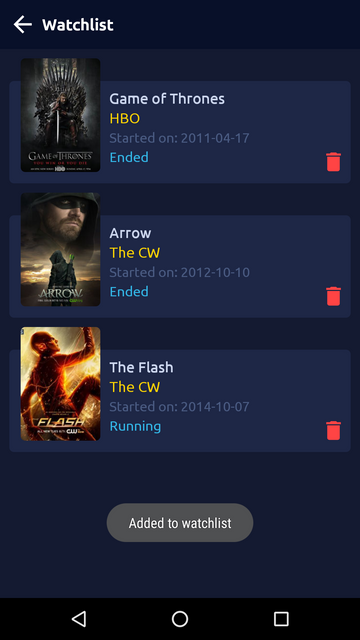 Watchlist
GAME OF THRONES
HBO
Game of Thrones
HBO
Started on: 2011-04-17
Ended
ARROW
Arrow
The CW
Started on: 2012-10-10
Ended
FLASH
CW
The Flash
The CW
Started on: 2014-10-07
Running
Added to watchlist